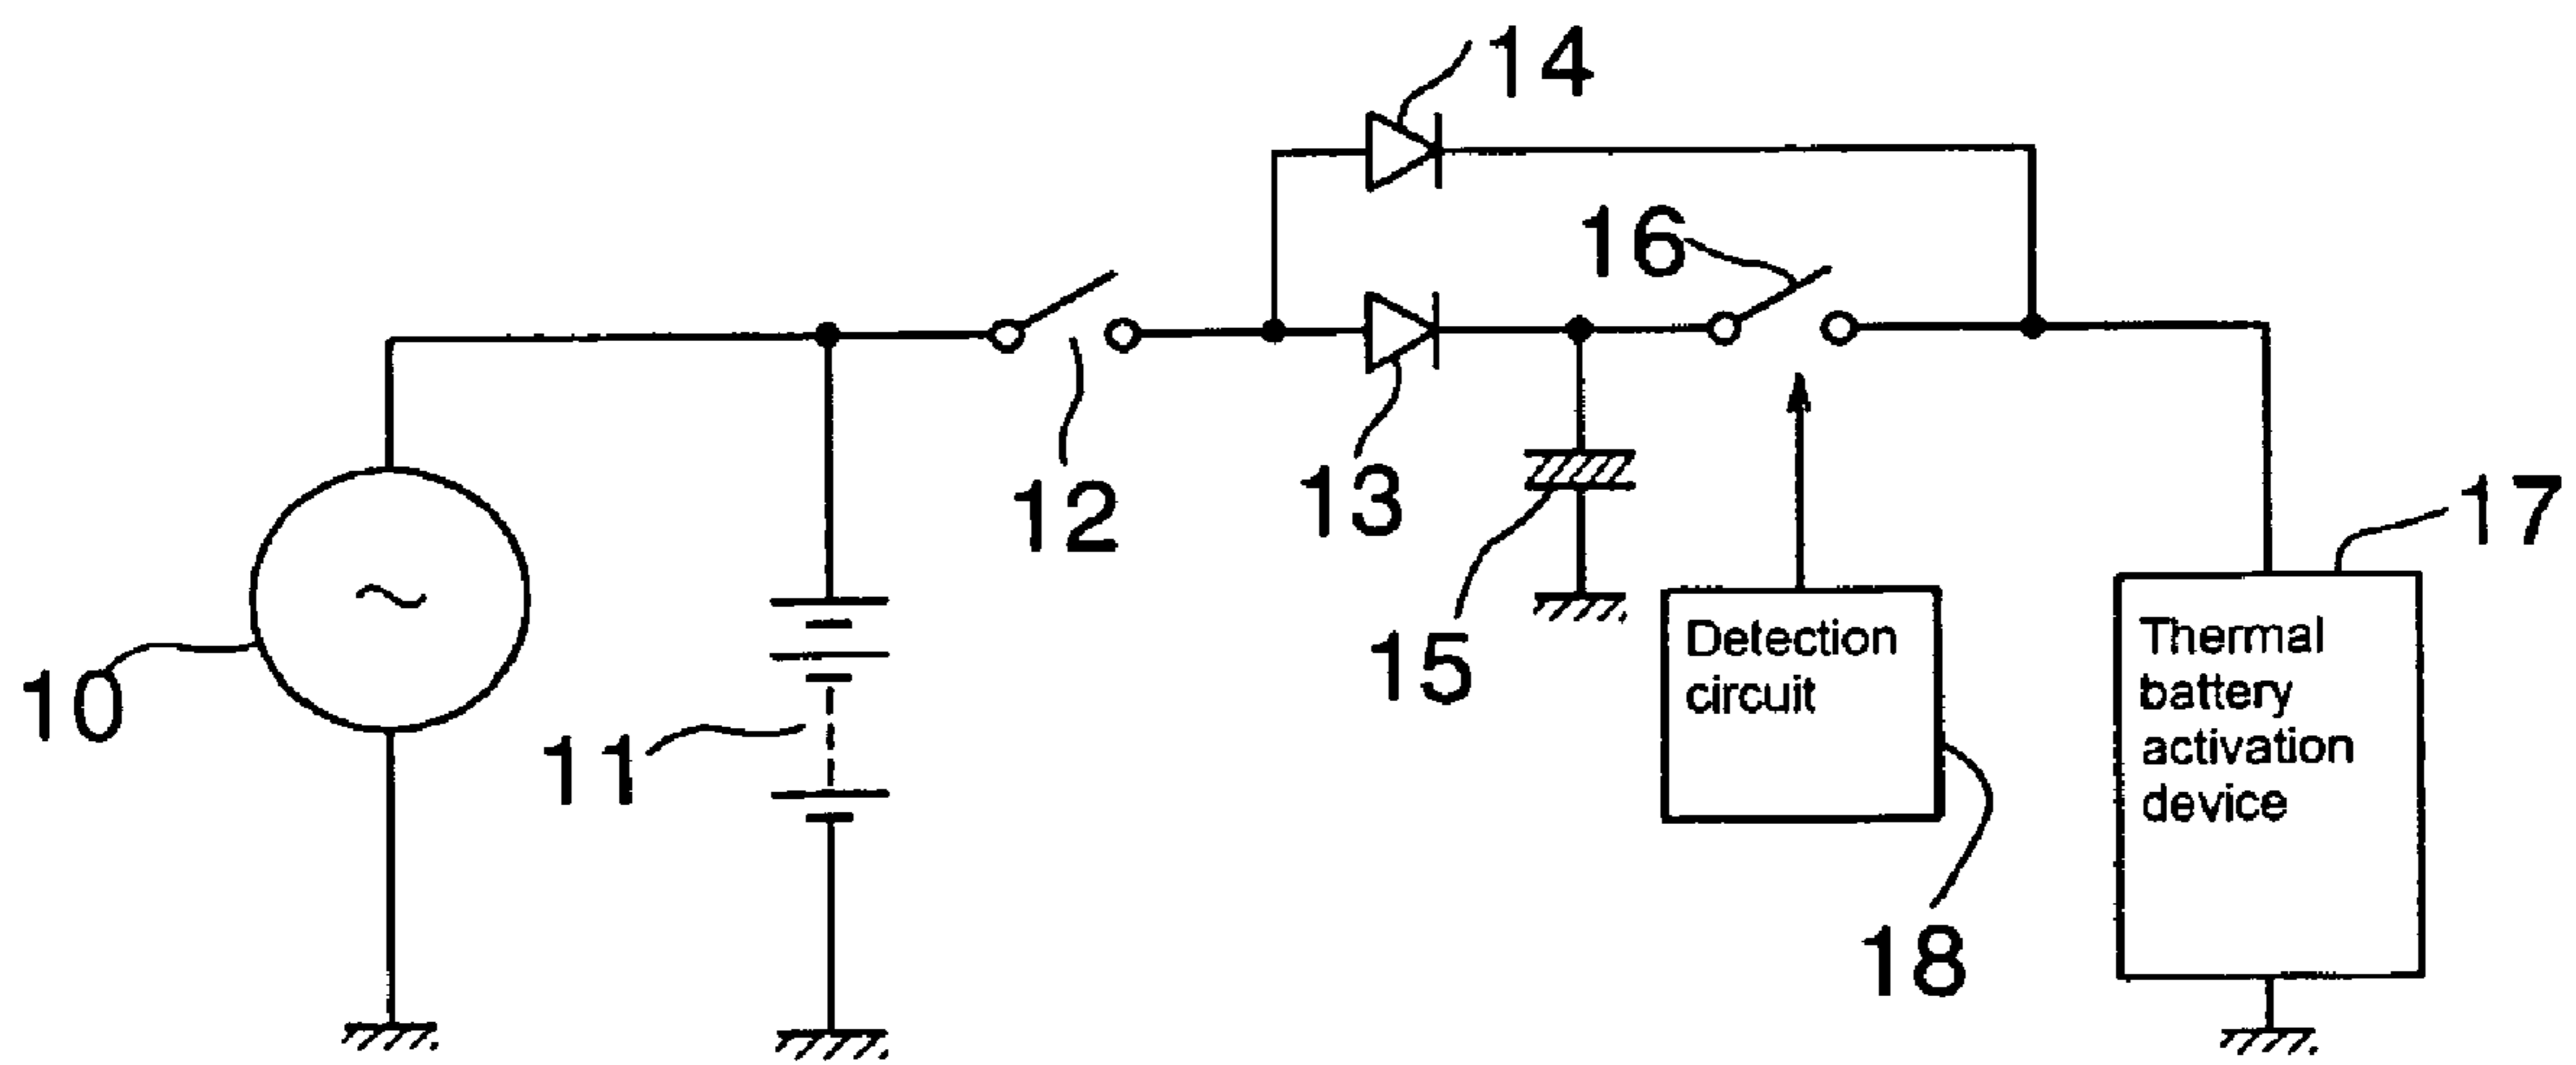 14
16
12
13
17
15
Detection
circuit
Thermal
battery
activation
device
10
11
18